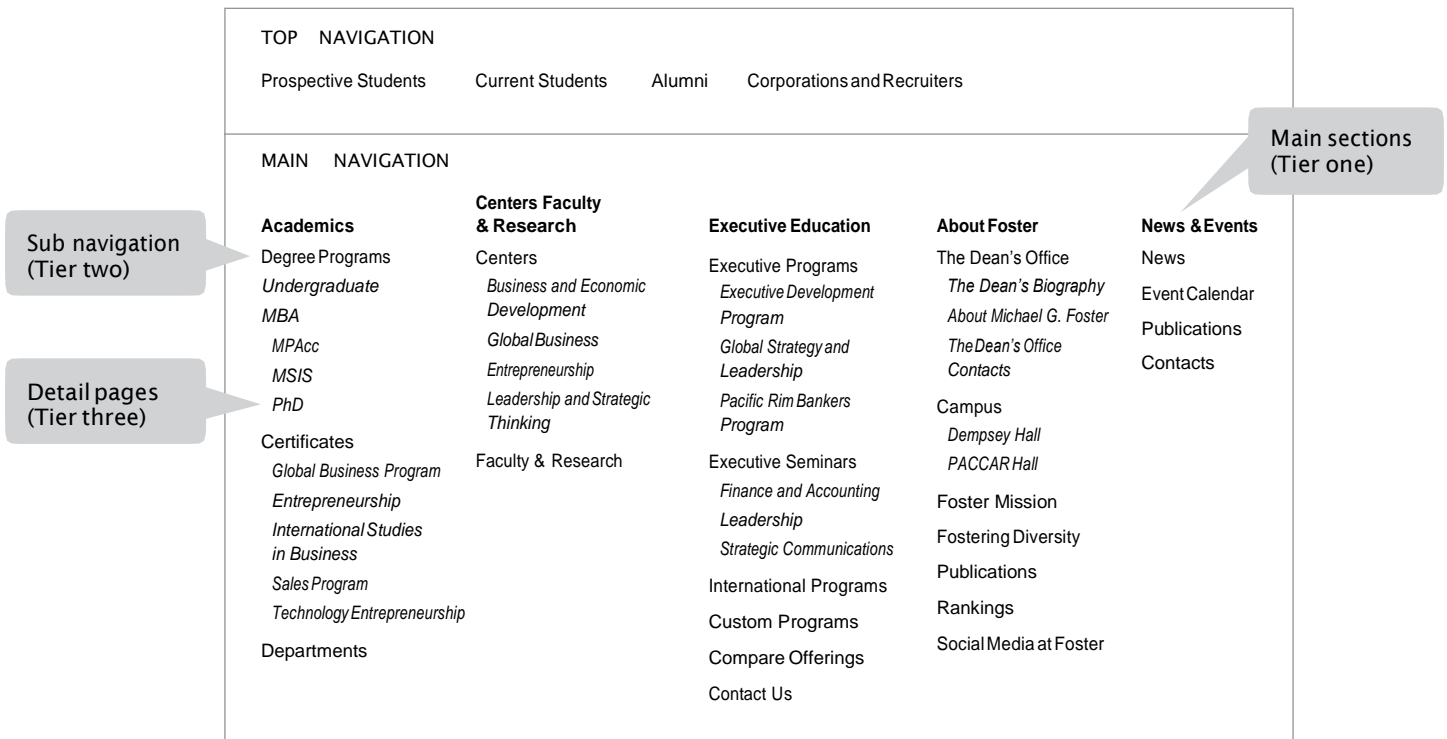 TOP NAVIGATION
Prospective Students Current Students Alumni Corporations and Recruiters
Main sections
(Tier one)
MAIN NAVIGATION
Sub navigation
(Tier two)
Detail pages
(Tier three)
Academics
Degree Programs
Undergraduate
MBA
MPAcc
MSIS
PhD
Certificates
Global Business Program
Entrepreneurship
International Studies
in Business
Sales Program
Technology Entrepreneurship
Departments
Centers Faculty
& Research
Centers
Business and Economic
Development
Global Business
Entrepreneurship
Leadership and Strategic
Thinking
Faculty & Research
Executive Education
Executive Programs
Executive Development
Program
Global Strategy and
Leadership
Pacific Rim Bankers
Program
Executive Seminars
Finance and Accounting
Leadership
Strategic Communications
International Programs
Custom Programs
Compare Offerings
Contact Us
About Foster
The Dean’s Office
The Dean’s Biography
About Michael G. Foster
The Dean’s Office
Contacts
Campus
Dempsey Hall
PACCAR Hall
Foster Mission
Fostering Diversity
Publications
Rankings
Social Media at Foster
News & Events
News
Event Calendar
Publications
Contacts